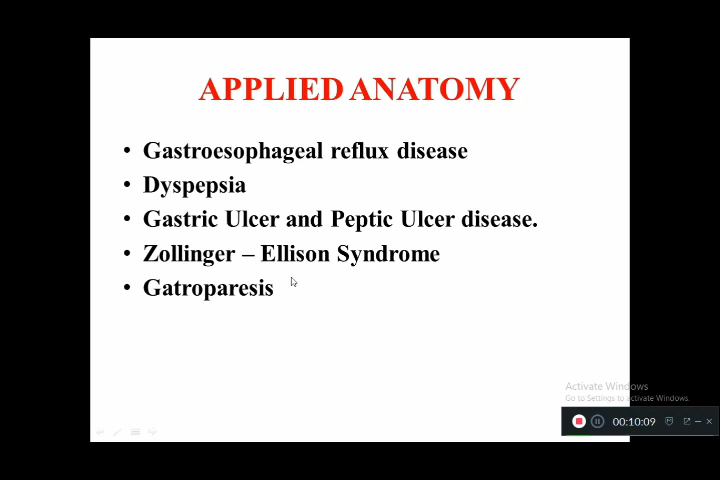 APPLIED ANATOMY
• Gastroesophageal reflux disease
• Dyspepsia
• Gastric Ulcer and Peptic Ulcer disease.
• Zollinger – Ellison Syndrome
• Gatroparesis
Activate Windows
Go to Settings to activate Windows.
00:10:09